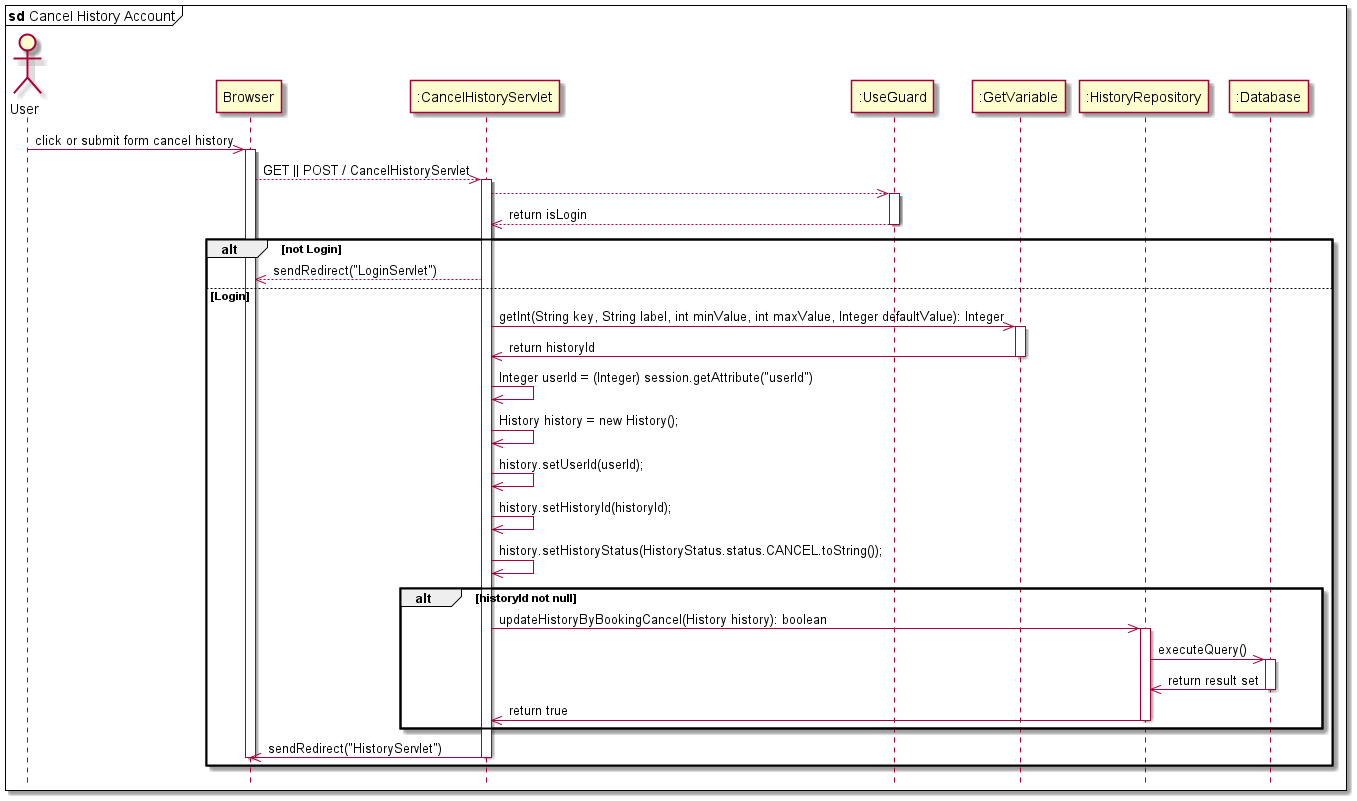 sd Cancel History Account
User
Browser
:CancelHistoryServlet
:UseGuard
:GetVariable
:HistoryRepository
:Database
click or submit form cancel history
GET || POST / CancelHistoryServlet
return isLogin
alt [not Login]
sendRedirect("LoginServlet")
[Login]
getInt(String key, String label, int minValue, int maxValue, Integer defaultValue): Integer
return historyId
Integer userId = (Integer) session.getAttribute("userId")
History history = new History();
history.setUserId(userId);
history.setHistoryId(historyId);
history.setHistoryStatus(HistoryStatus.status.CANCEL.toString());
alt [historyId not null]
updateHistoryByBookingCancel(History history): boolean
executeQuery()
return result set
return true
sendRedirect("HistoryServlet")